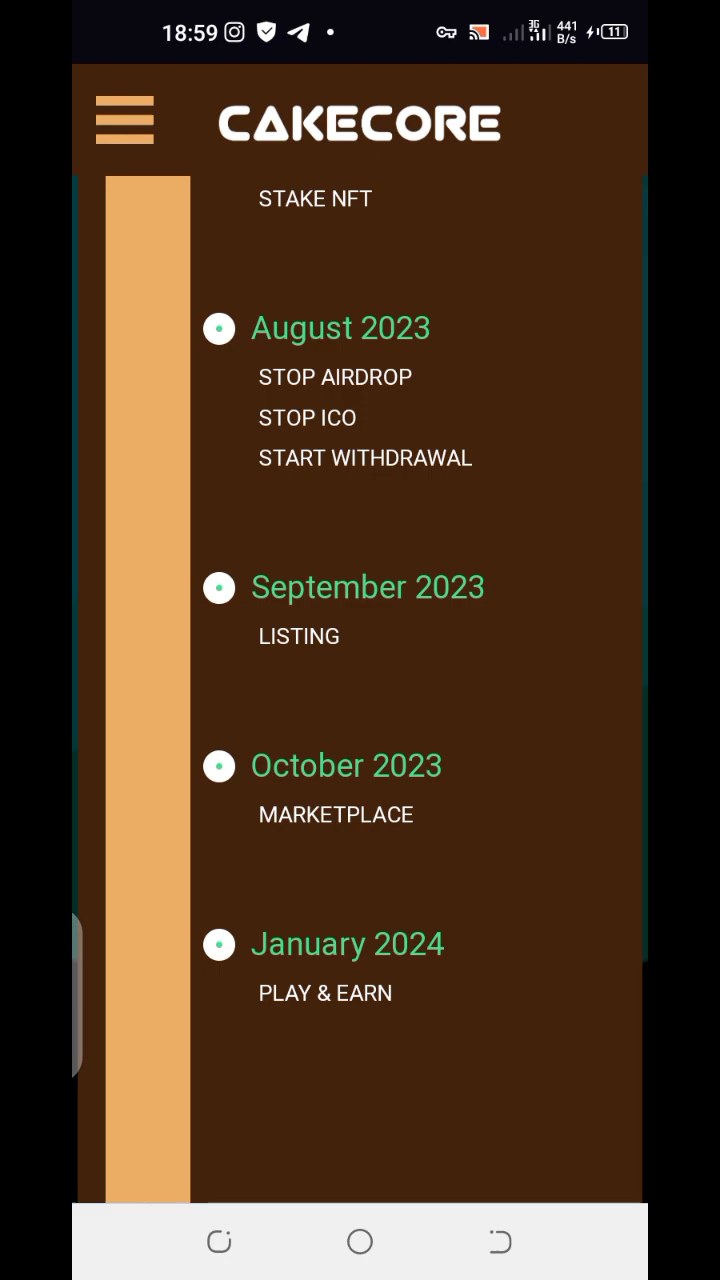 18:59
3G
441
B/s
11
CAKECORE
STAKE NFT
August 2023
STOP AIRDROP
STOP ICO
START WITHDRAWAL
September 2023
LISTING
October 2023
MARKETPLACE
January 2024
PLAY & EARN